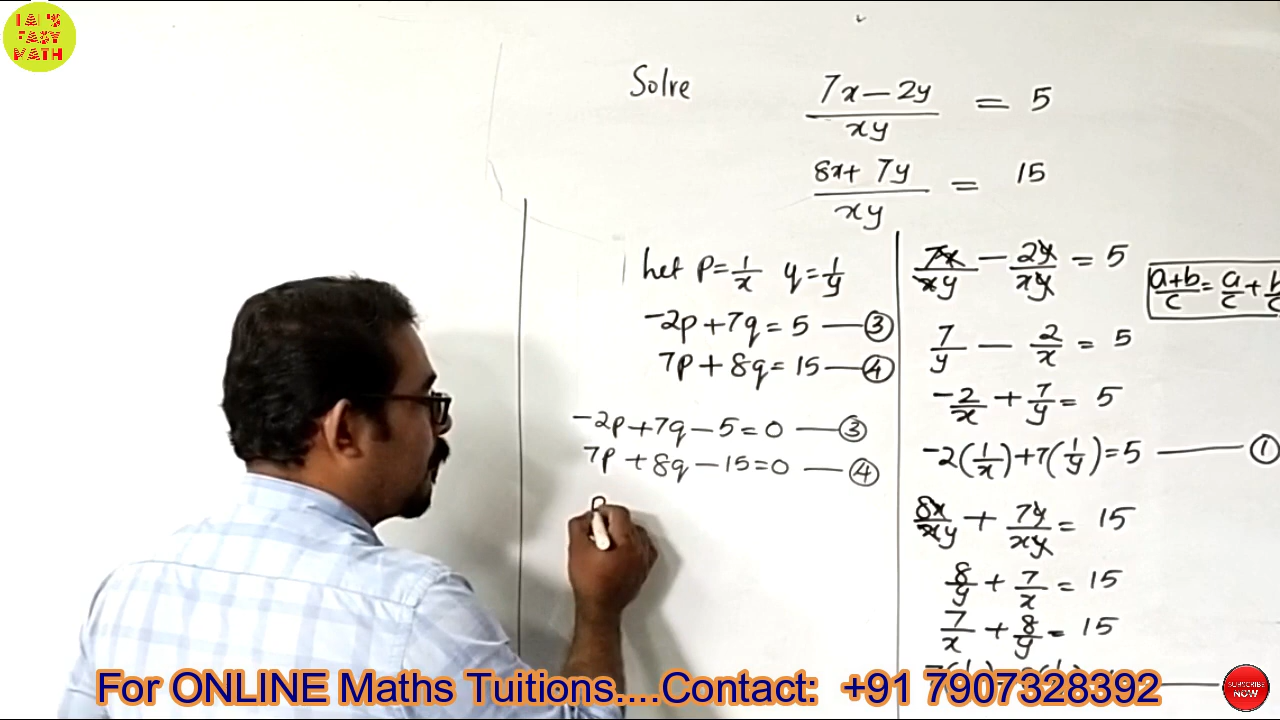 IAL'S
EASY
MATH
Solve
7x - 2y / xy = 5
8x + 7y / xy = 15
Let p = 1/x q = 1/y
-2p + 7q = 5 — ③
7p + 8q = 15 — ④
-2p + 7q - 5 = 0 — ③
7p + 8q - 15 = 0 — ④
7x/xy - 2y/xy = 5
a+b/c = a/c + b/c
7/y - 2/x = 5
-2/x + 7/y = 5
-2(1/x) + 7(1/y) = 5 — ①
8x/xy + 7y/xy = 15
8/y + 7/x = 15
7/x + 8/y = 15
For ONLINE Maths Tuitions....Contact: +91 7907328392
SUBSCRIBE
NOW